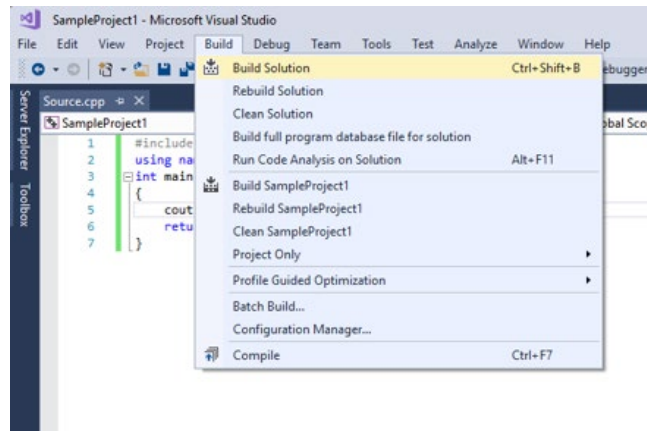 SampleProject1 - Microsoft Visual Studio
File Edit View Project Build Debug Team Tools Test Analyze Window Help
Build Solution Ctrl+Shift+B
Rebuild Solution
Clean Solution
Build full program database file for solution
Run Code Analysis on Solution Alt+F11
Build SampleProject1
Rebuild SampleProject1
Clean SampleProject1
Project Only
Profile Guided Optimization
Batch Build...
Configuration Manager...
Compile Ctrl+F7
ebugger
Server Explorer
Toolbox
Source.cpp
SampleProject1
bal Sco
1 #include
2 using na
3 int main
4 {
5 cout
6 retu
7 }